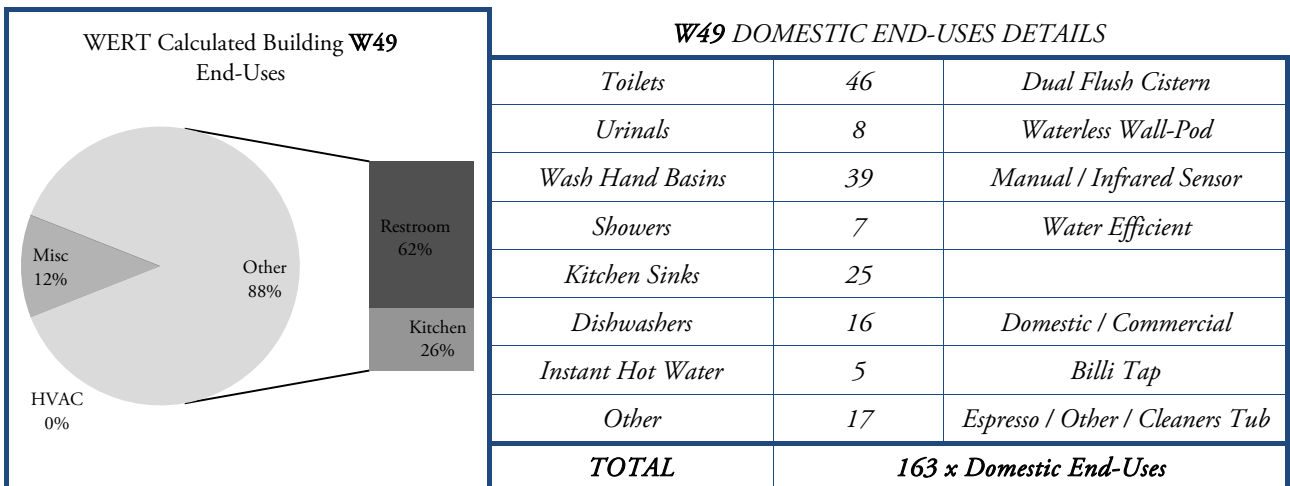 WERT Calculated Building W49
End-Uses
Misc
12%
Other
88%
HVAC
0%
Restroom
62%
Kitchen
26%
W49 DOMESTIC END-USES DETAILS
Toilets 46 Dual Flush Cistern
Urinals 8 Waterless Wall-Pod
Wash Hand Basins 39 Manual / Infrared Sensor
Showers 7 Water Efficient
Kitchen Sinks 25
Dishwashers 16 Domestic / Commercial
Instant Hot Water 5 Billi Tap
Other 17 Espresso / Other / Cleaners Tub
TOTAL 163 x Domestic End-Uses